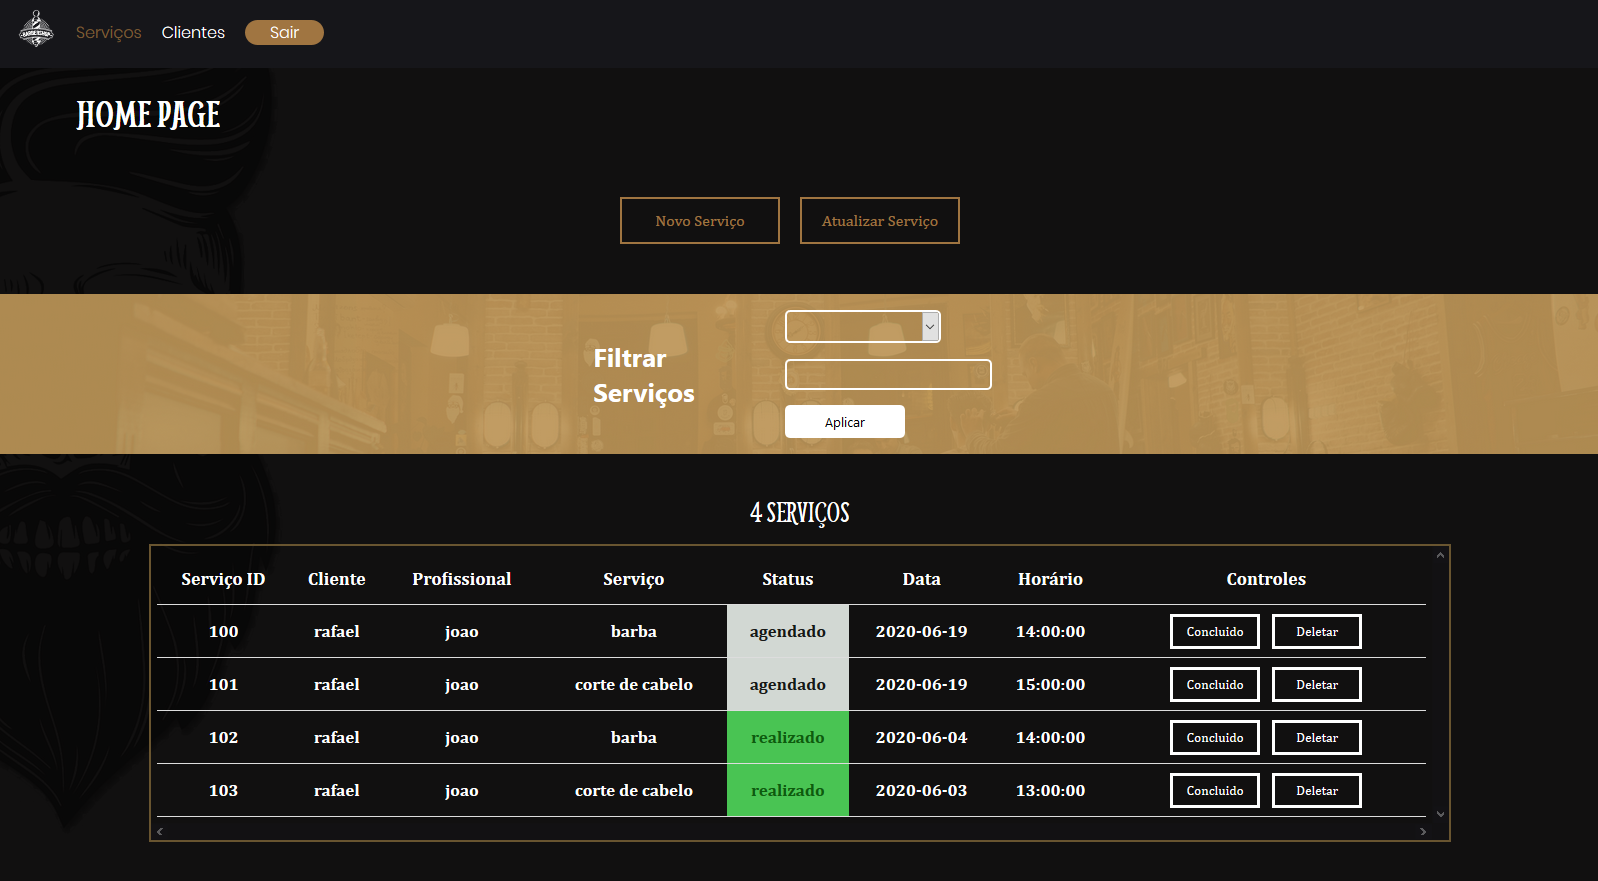 BARBERSHOP
Serviços Clientes Sair
HOME PAGE
Novo Serviço Atualizar Serviço
Filtrar
Serviços
Aplicar
4 SERVIÇOS
Serviço ID Cliente Profissional Serviço Status Data Horário Controles
100 rafael joao barba agendado 2020-06-19 14:00:00 Concluido Deletar
101 rafael joao corte de cabelo agendado 2020-06-19 15:00:00 Concluido Deletar
102 rafael joao barba realizado 2020-06-04 14:00:00 Concluido Deletar
103 rafael joao corte de cabelo realizado 2020-06-03 13:00:00 Concluido Deletar